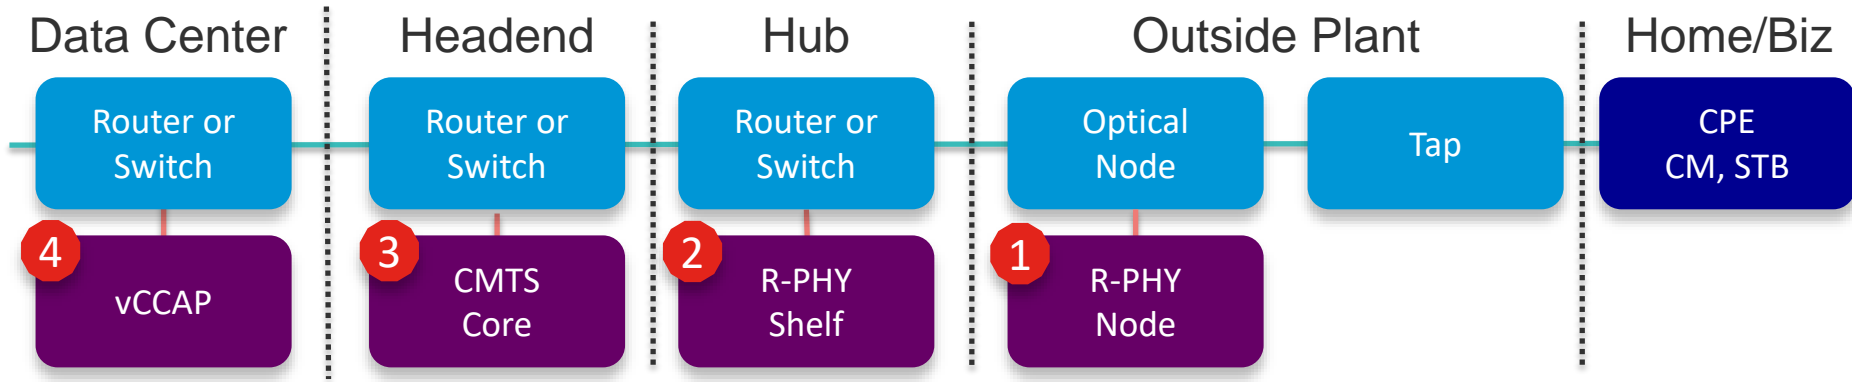 Data Center
Headend
Hub
Outside Plant
Home/Biz
Router or
Switch
Router or
Switch
Router or
Switch
Optical
Node
Tap
CPE
CM, STB
4
vCCAP
3
CMTS
Core
2
R-PHY
Shelf
1
R-PHY
Node